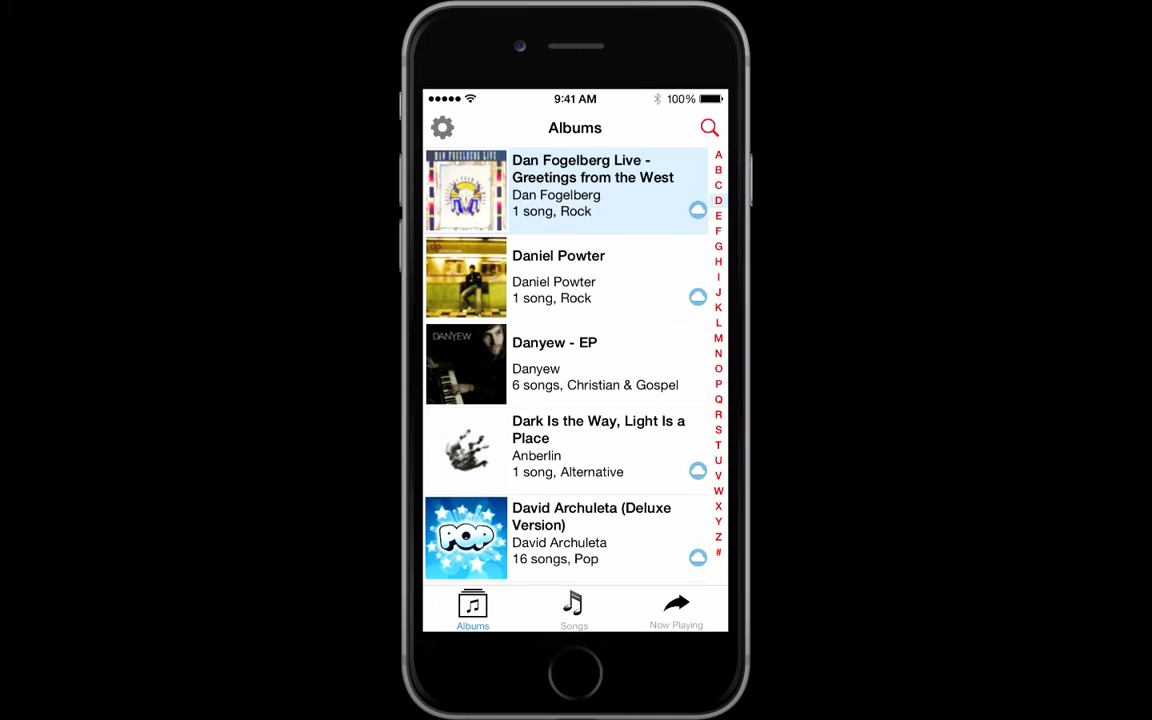 9:41 AM
100%
Albums
DAN FOGELBERG LIVE
Dan Fogelberg Live -
Greetings from the West
Dan Fogelberg
1 song, Rock
Daniel Powter
Daniel Powter
1 song, Rock
DANYEW
Danyew - EP
Danyew
6 songs, Christian & Gospel
Dark Is the Way, Light Is a
Place
Anberlin
1 song, Alternative
POP
David Archuleta (Deluxe
Version)
David Archuleta
16 songs, Pop
A
B
C
D
E
F
G
H
I
J
K
L
M
N
O
P
Q
R
S
T
U
V
W
X
Y
Z
#
Albums
Songs
Now Playing